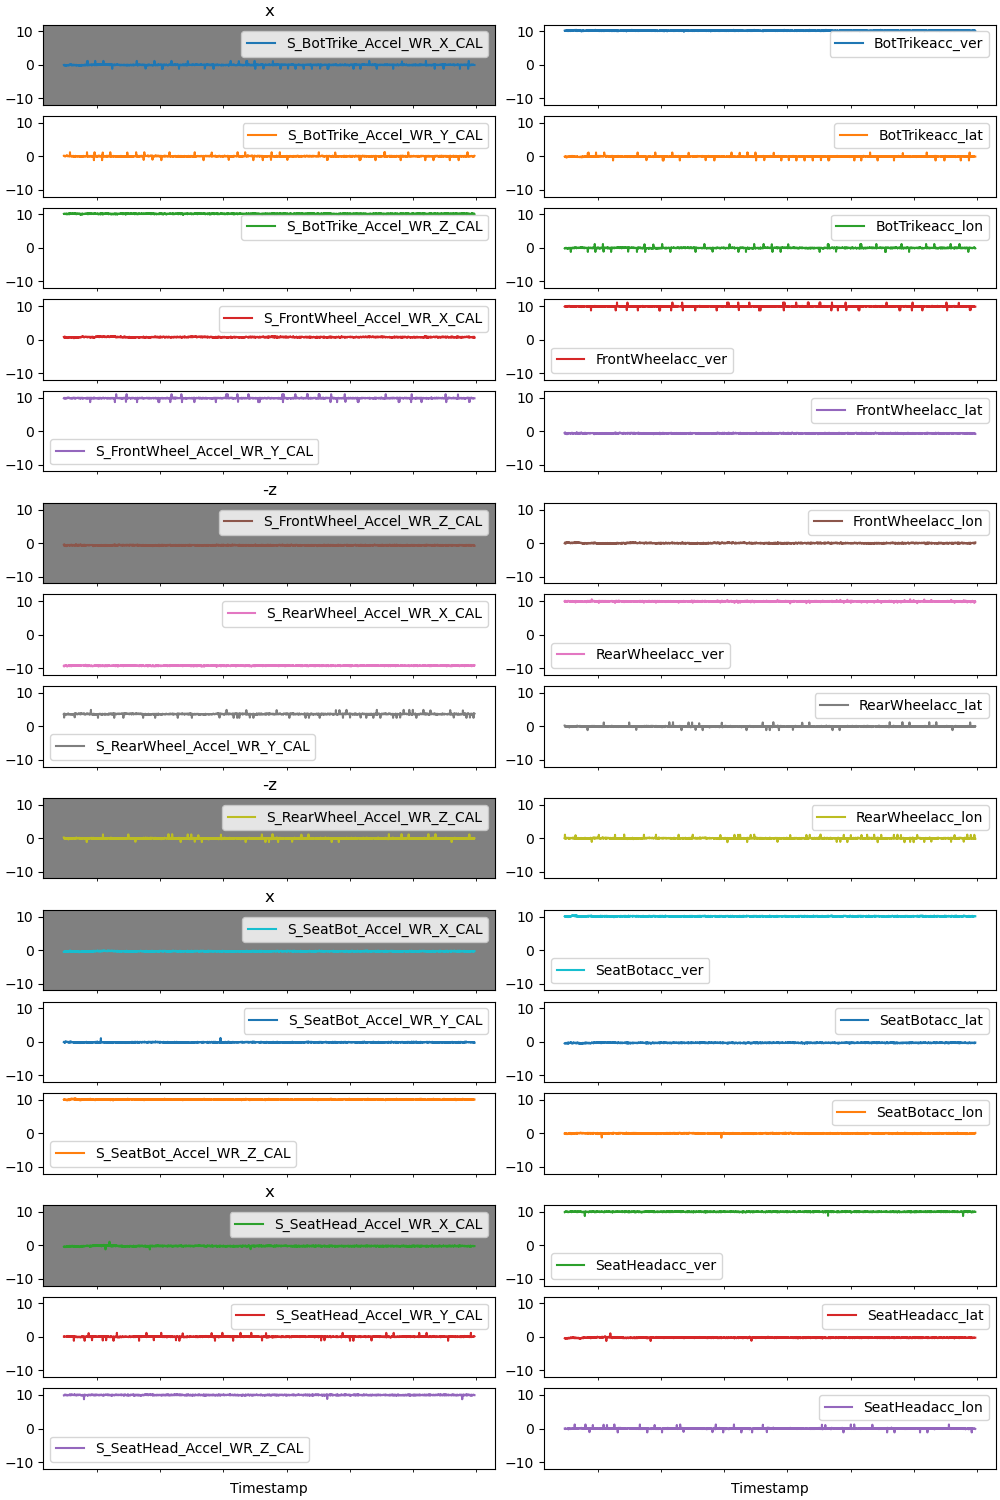 x
10
0
−10
S_BotTrike_Accel_WR_X_CAL
10
0
−10
BotTrikeacc_ver
10
0
−10
S_BotTrike_Accel_WR_Y_CAL
10
0
−10
BotTrikeacc_lat
10
0
−10
S_BotTrike_Accel_WR_Z_CAL
10
0
−10
BotTrikeacc_lon
10
0
−10
S_FrontWheel_Accel_WR_X_CAL
10
0
−10
FrontWheelacc_ver
10
0
−10
S_FrontWheel_Accel_WR_Y_CAL
10
0
−10
FrontWheelacc_lat
-z
10
0
−10
S_FrontWheel_Accel_WR_Z_CAL
10
0
−10
FrontWheelacc_lon
10
0
−10
S_RearWheel_Accel_WR_X_CAL
10
0
−10
RearWheelacc_ver
10
0
−10
S_RearWheel_Accel_WR_Y_CAL
10
0
−10
RearWheelacc_lat
-z
10
0
−10
S_RearWheel_Accel_WR_Z_CAL
10
0
−10
RearWheelacc_lon
x
10
0
−10
S_SeatBot_Accel_WR_X_CAL
10
0
−10
SeatBotacc_ver
10
0
−10
S_SeatBot_Accel_WR_Y_CAL
10
0
−10
SeatBotacc_lat
10
0
−10
S_SeatBot_Accel_WR_Z_CAL
10
0
−10
SeatBotacc_lon
x
10
0
−10
S_SeatHead_Accel_WR_X_CAL
10
0
−10
SeatHeadacc_ver
10
0
−10
S_SeatHead_Accel_WR_Y_CAL
10
0
−10
SeatHeadacc_lat
10
0
−10
S_SeatHead_Accel_WR_Z_CAL
10
0
−10
SeatHeadacc_lon
Timestamp
Timestamp